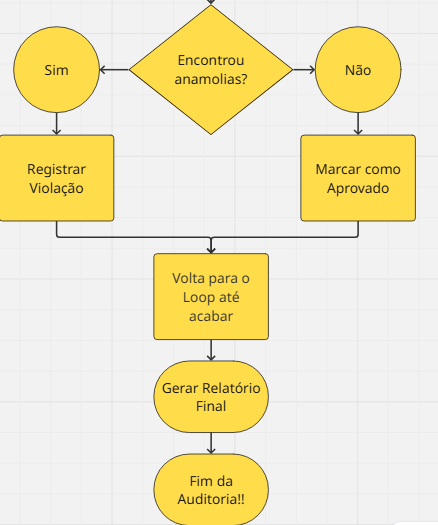 Encontrou
anamolias?
Sim
Não
Registrar
Violação
Marcar como
Aprovado
Volta para o
Loop até
acabar
Gerar Relatório
Final
Fim da
Auditoria!!